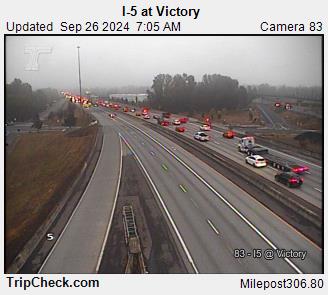 I-5 at Victory
Updated Sep 26 2024 7:05 AM Camera 83
S
83 - I5 @ Victory
TripCheck.com Milepost306.80